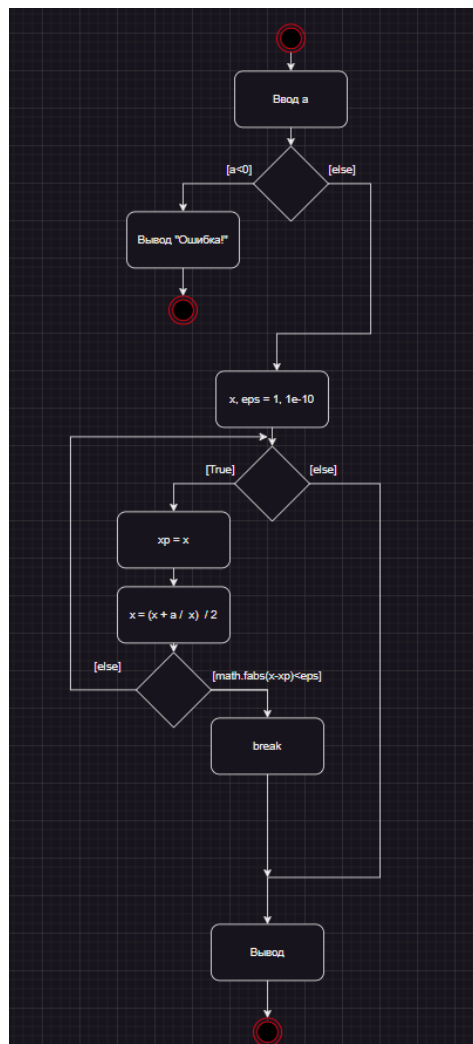 Ввод a
[a<0]
[else]
Вывод "Ошибка!"
x, eps = 1, 1e-10
[True]
[else]
xp = x
x = (x + a / x) / 2
[else]
[math.fabs(x-xp)<eps]
break
Вывод